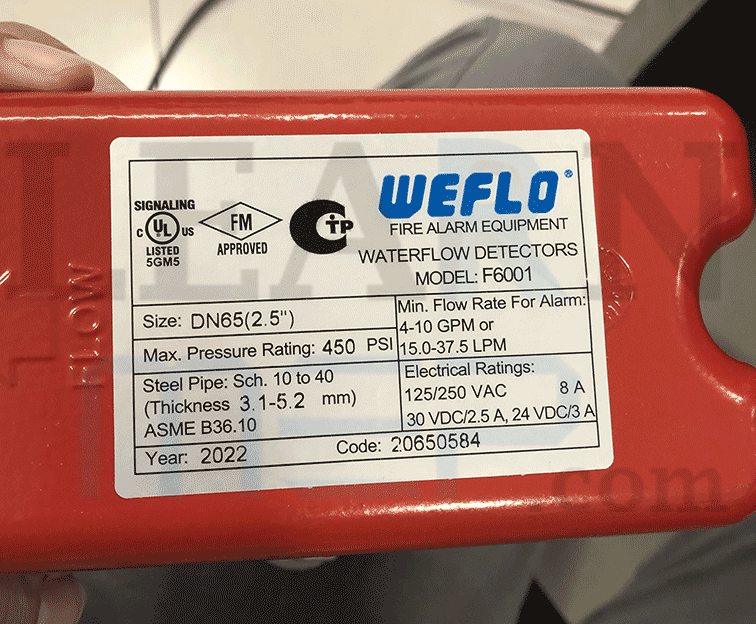 SIGNALING
C UL US
LISTED
5GM5
FM
APPROVED
CTP
WEFLO®
FIRE ALARM EQUIPMENT
WATERFLOW DETECTORS
MODEL: F6001
Size: DN65(2.5")
Max. Pressure Rating: 450 PSI
Steel Pipe: Sch. 10 to 40
(Thickness 3.1-5.2 mm)
ASME B36.10
Min. Flow Rate For Alarm:
4-10 GPM or
15.0-37.5 LPM
Electrical Ratings:
125/250 VAC 8 A
30 VDC/2.5 A, 24 VDC/3 A
Year: 2022
Code: 20650584
LEARN
.com